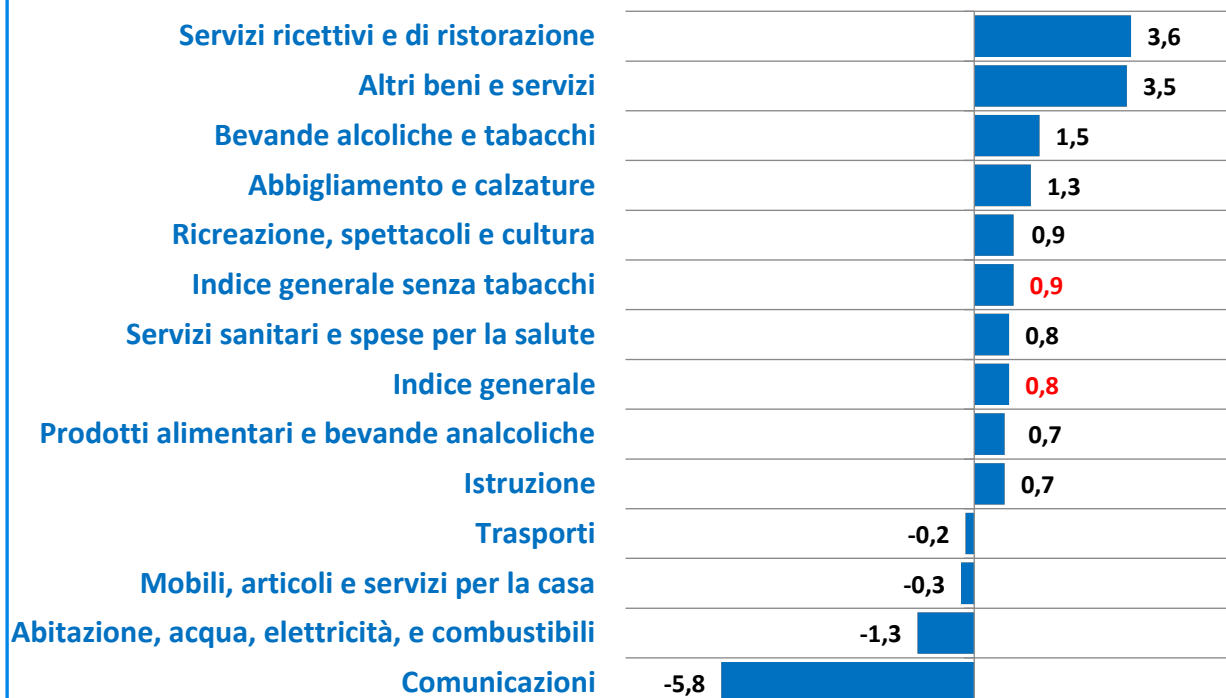 Servizi ricettivi e di ristorazione 3,6
Altri beni e servizi 3,5
Bevande alcoliche e tabacchi 1,5
Abbigliamento e calzature 1,3
Ricreazione, spettacoli e cultura 0,9
Indice generale senza tabacchi 0,9
Servizi sanitari e spese per la salute 0,8
Indice generale 0,8
Prodotti alimentari e bevande analcoliche 0,7
Istruzione 0,7
Trasporti -0,2
Mobili, articoli e servizi per la casa -0,3
Abitazione, acqua, elettricità, e combustibili -1,3
Comunicazioni -5,8